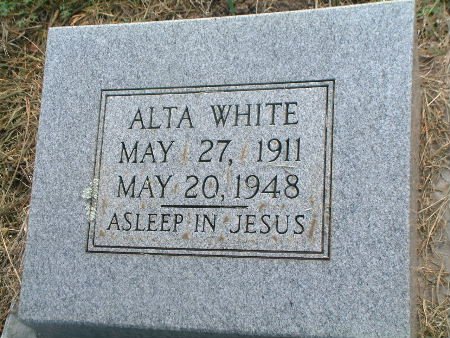 ALTA WHITE
MAY 27, 1911
MAY 20, 1948
ASLEEP IN JESUS